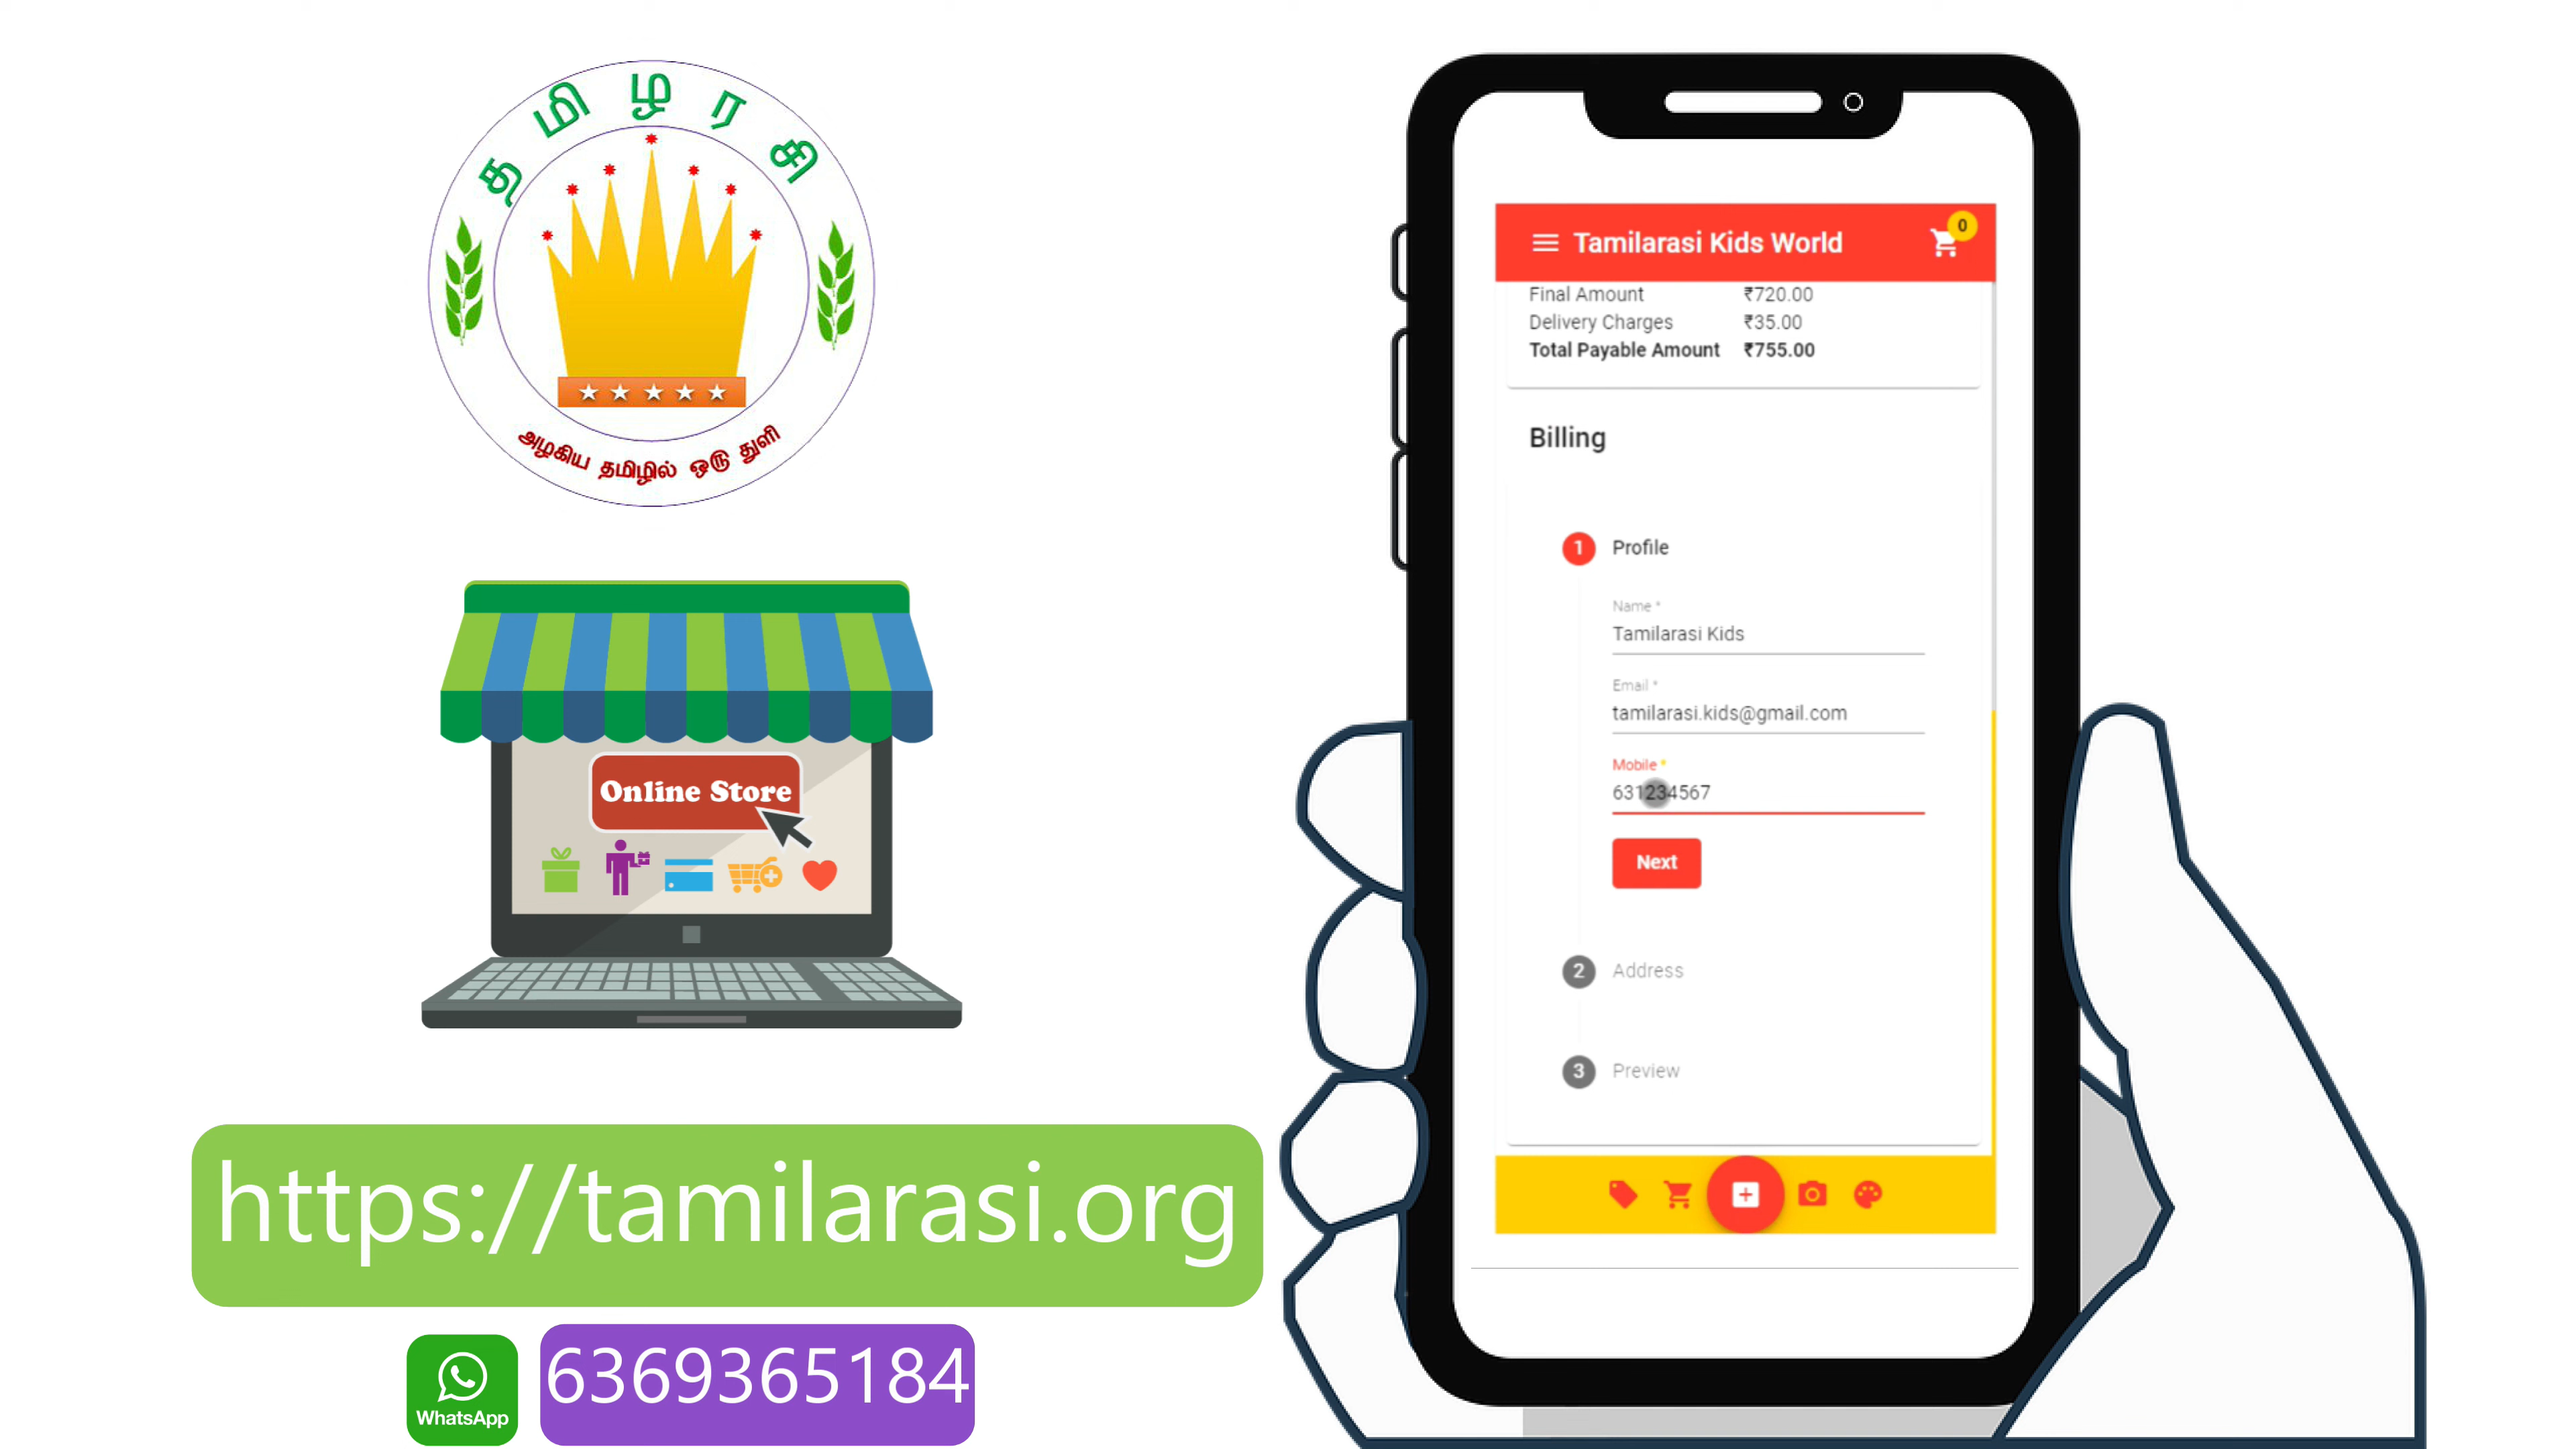 தமிழரசி
அழகிய தமிழில் ஒரு துளி
Online Store
https://tamilarasi.org
WhatsApp
6369365184
Tamilarasi Kids World
0
Final Amount ₹720.00
Delivery Charges ₹35.00
Total Payable Amount ₹755.00
Billing
1 Profile
Name *
Tamilarasi Kids
Email *
tamilarasi.kids@gmail.com
Mobile *
631234567
Next
2 Address
3 Preview